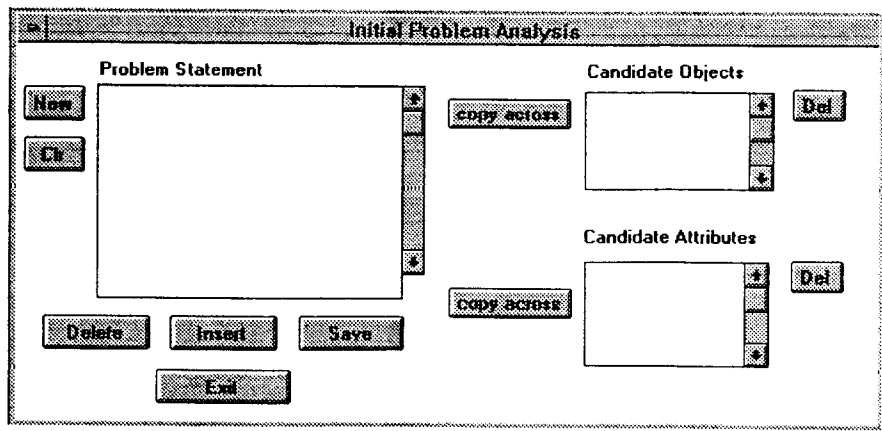 Initial Problem Analysis
Problem Statement
Candidate Objects
New
copy across
Del
Clr
Candidate Attributes
copy across
Del
Delete
Insert
Save
Exit